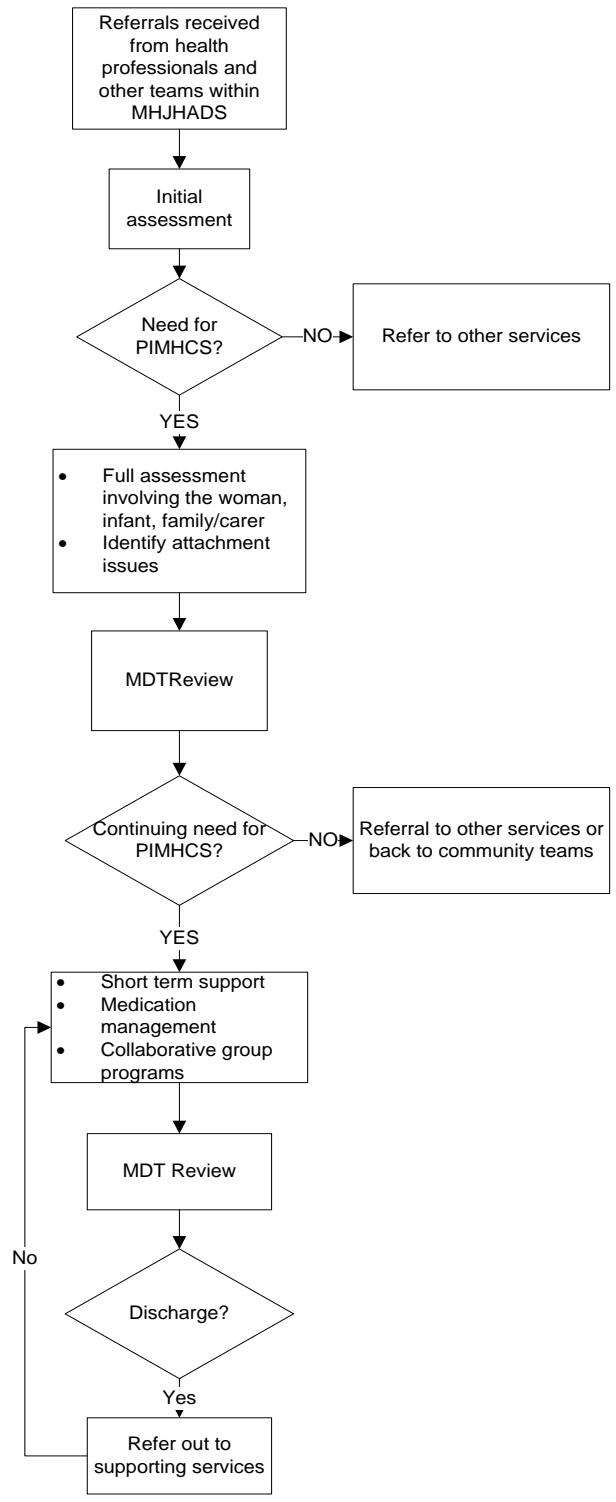 Referrals received
from health
professionals and
other teams within
MHJHADS
Initial
assessment
Need for
PIMHCS?
NO
Refer to other services
YES
• Full assessment
involving the woman,
infant, family/carer
• Identify attachment
issues
MDTReview
Continuing need for
PIMHCS?
NO
Referral to other services or
back to community teams
YES
• Short term support
• Medication
management
• Collaborative group
programs
MDT Review
No
Discharge?
Yes
Refer out to
supporting services